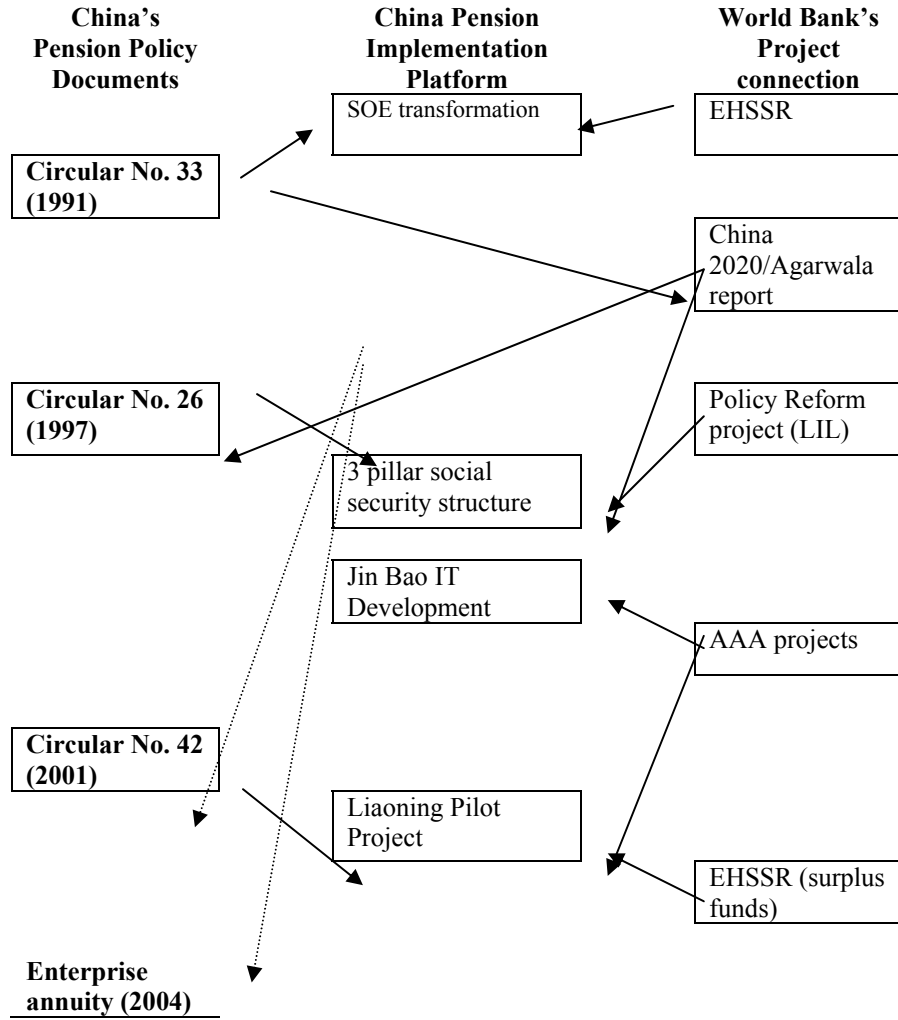 China's
Pension Policy
Documents
China Pension
Implementation
Platform
World Bank's
Project
connection
SOE transformation
EHSSR
Circular No. 33
(1991)
China
2020/Agarwala
report
Circular No. 26
(1997)
Policy Reform
project (LIL)
3 pillar social
security structure
Jin Bao IT
Development
AAA projects
Circular No. 42
(2001)
Liaoning Pilot
Project
EHSSR (surplus
funds)
Enterprise
annuity (2004)